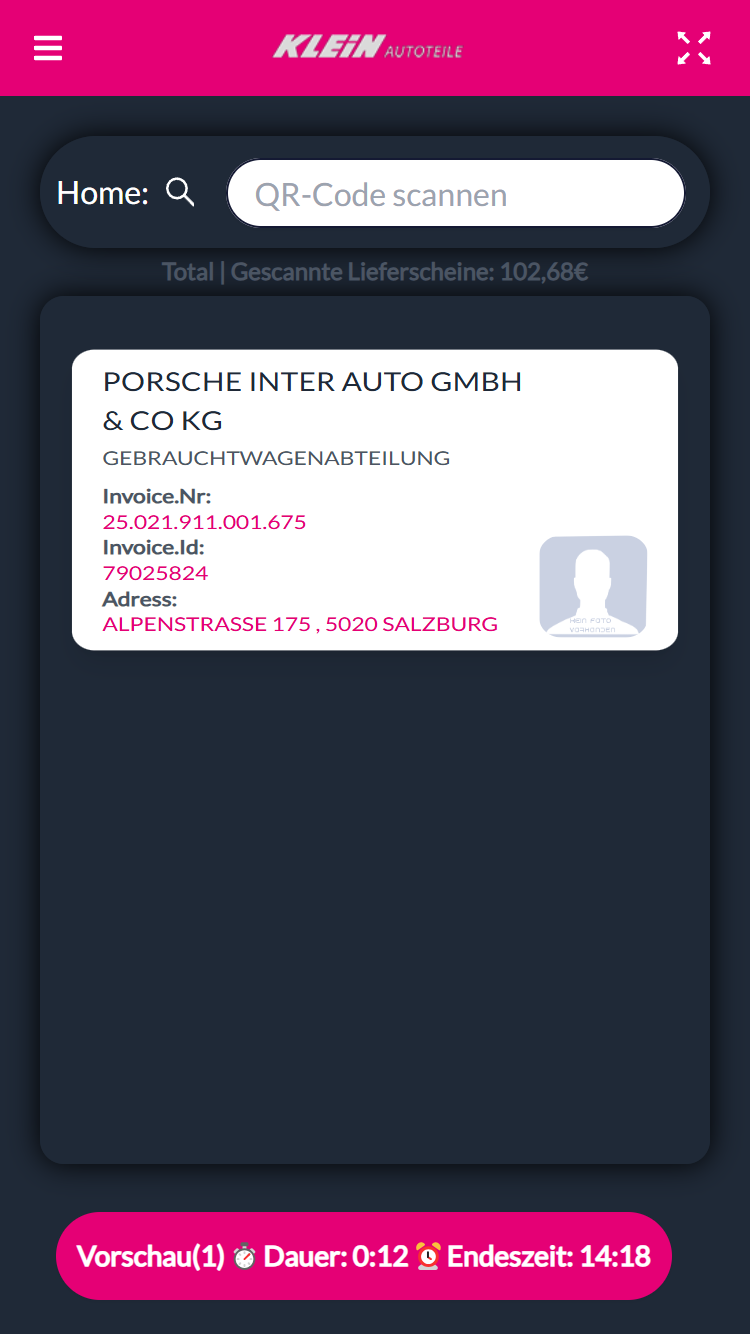 KLEiN AUTOTEILE
Home:
QR-Code scannen
Total | Gescannte Lieferscheine: 102,68€
PORSCHE INTER AUTO GMBH
& CO KG
GEBRAUCHTWAGENABTEILUNG
Invoice.Nr:
25.021.911.001.675
Invoice.Id:
79025824
Adress:
ALPENSTRASSE 175 , 5020 SALZBURG
KEIN FOTO
VORHANDEN
Vorschau(1) ⏱ Dauer: 0:12 ⏰ Endeszeit: 14:18